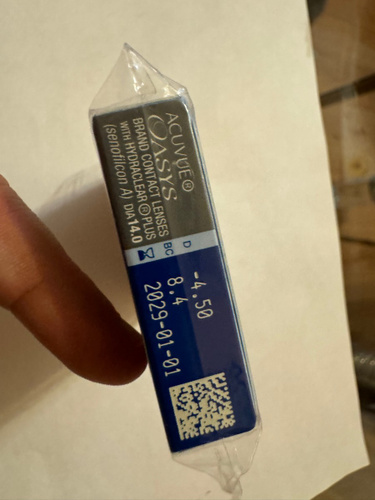 ACUVUE®
OASYS
BRAND CONTACT LENSES
WITH HYDRACLEAR® PLUS
(senofilcon A) DIA 14.0
D -4.50
BC 8.4
2029-01-01